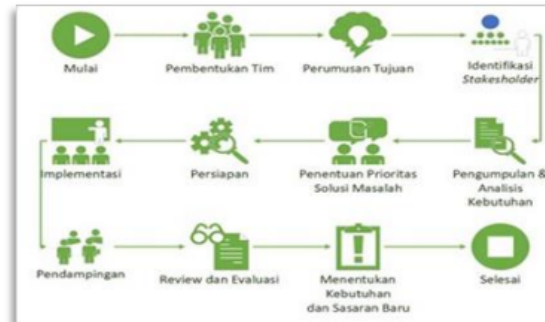 Mulai
Pembentukan Tim
Perumusan Tujuan
Identifikasi
Stakesholder
Implementasi
Persiapan
Penentuan Prioritas
Solusi Masalah
Pengumpulan &
Analisis
Kebutuhan
Pendampingan
Review dan Evaluasi
Menentukan
Kebutuhan
dan Sasaran Baru
Selesai